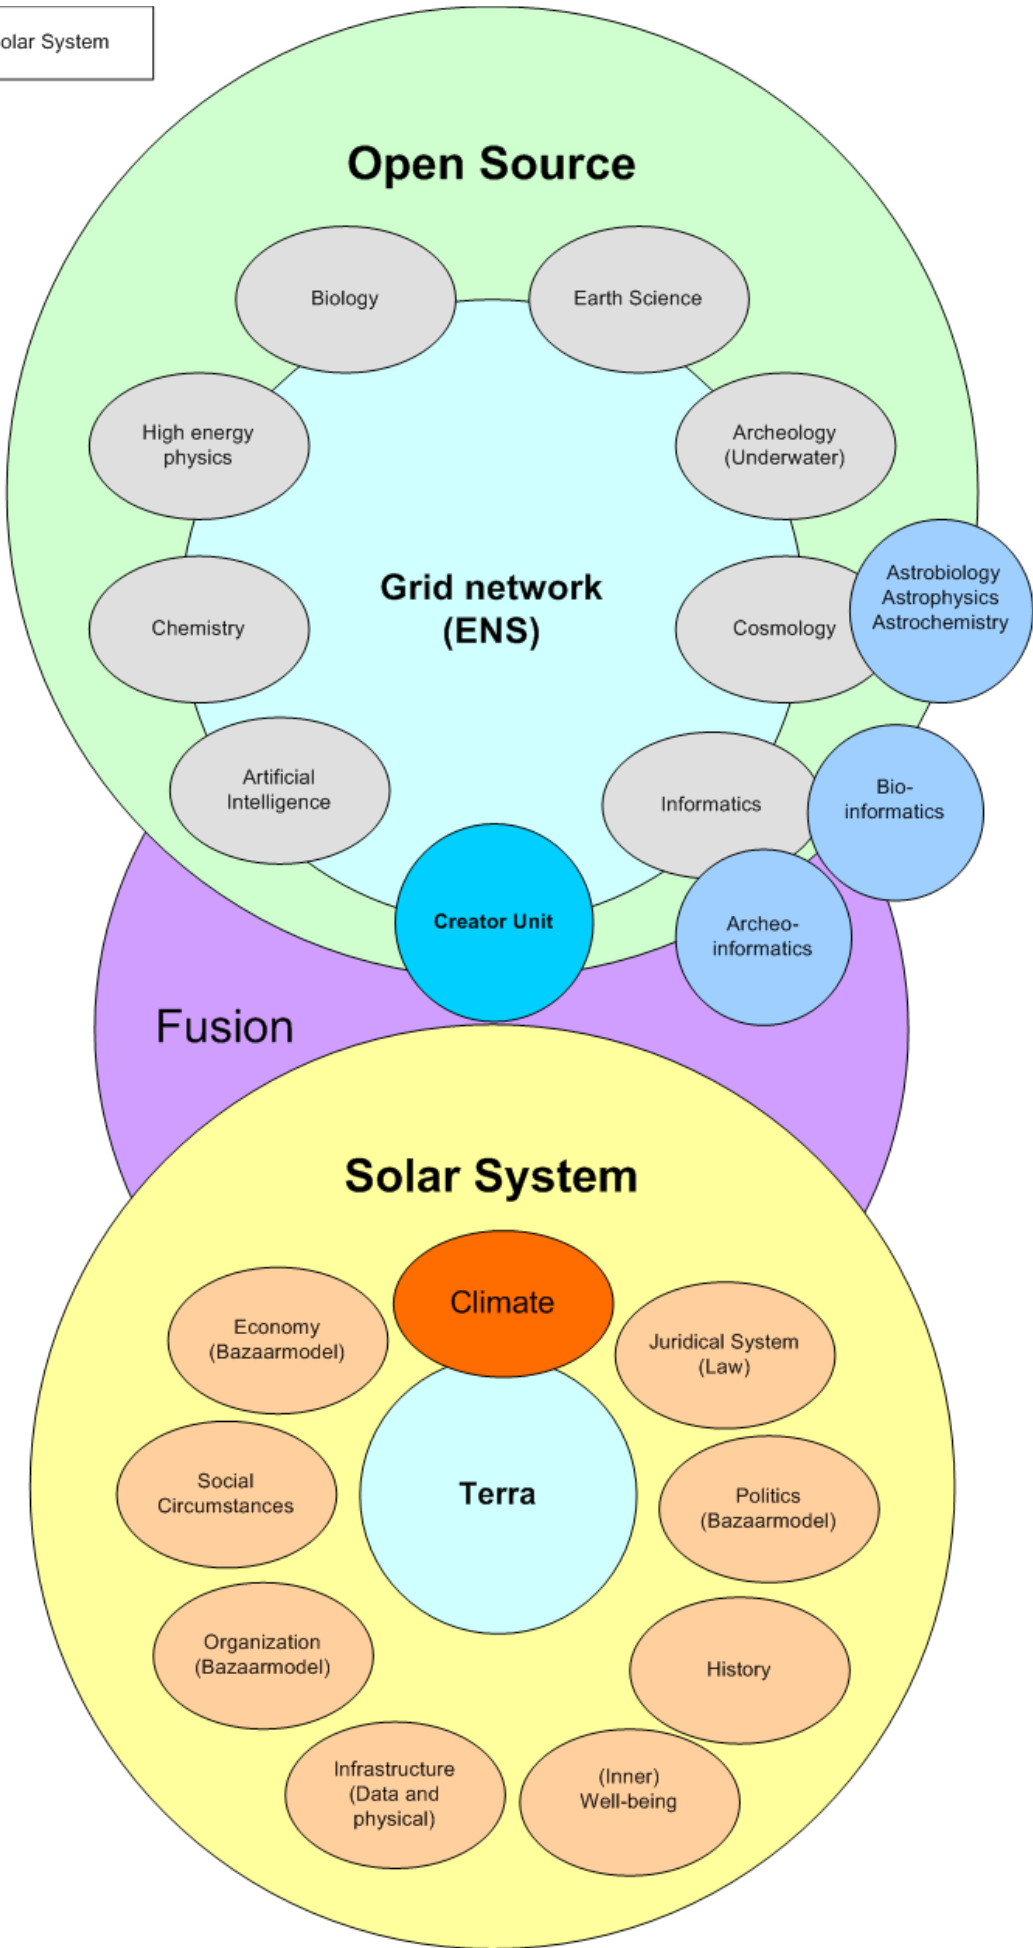 olar System
Open Source
Biology
Earth Science
High energy
physics
Archeology
(Underwater)
Grid network
(ENS)
Chemistry
Cosmology
Astrobiology
Astrophysics
Astrochemistry
Artificial
Intelligence
Informatics
Bio-
informatics
Creator Unit
Archeo-
informatics
Fusion
Solar System
Climate
Economy
(Bazaarmodel)
Juridical System
(Law)
Social
Circumstances
Terra
Politics
(Bazaarmodel)
Organization
(Bazaarmodel)
History
Infrastructure
(Data and
physical)
(Inner)
Well-being